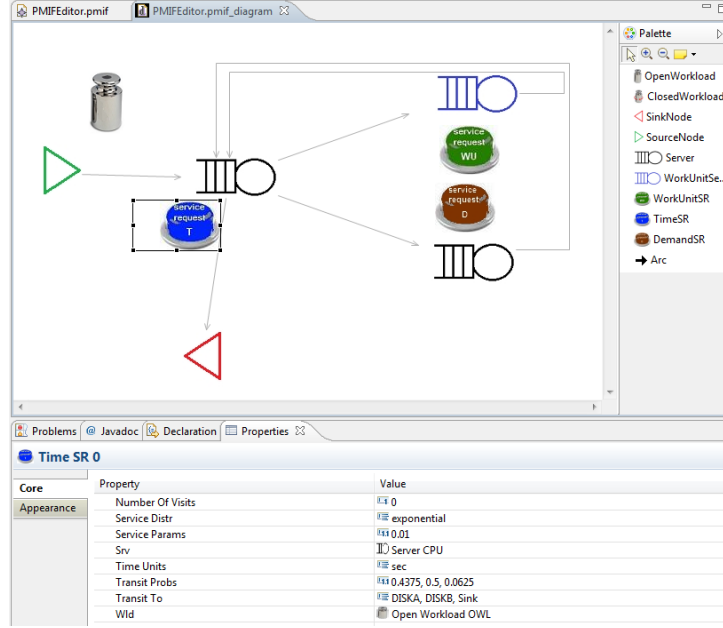 PMIFEditor.pmif
PMIFEditor.pmif_diagram
Palette
OpenWorkload
ClosedWorkload
SinkNode
SourceNode
Server
WorkUnitSe...
WorkUnitSR
TimeSR
DemandSR
Arc
service
request
WU
service
request
D
service
request
T
Problems @ Javadoc Declaration Properties
Time SR 0
Core
Appearance
Property Value
Number Of Visits 0
Service Distr exponential
Service Params 0.01
Srv Server CPU
Time Units sec
Transit Probs 0.4375, 0.5, 0.0625
Transit To DISKA, DISKB, Sink
Wld Open Workload OWL